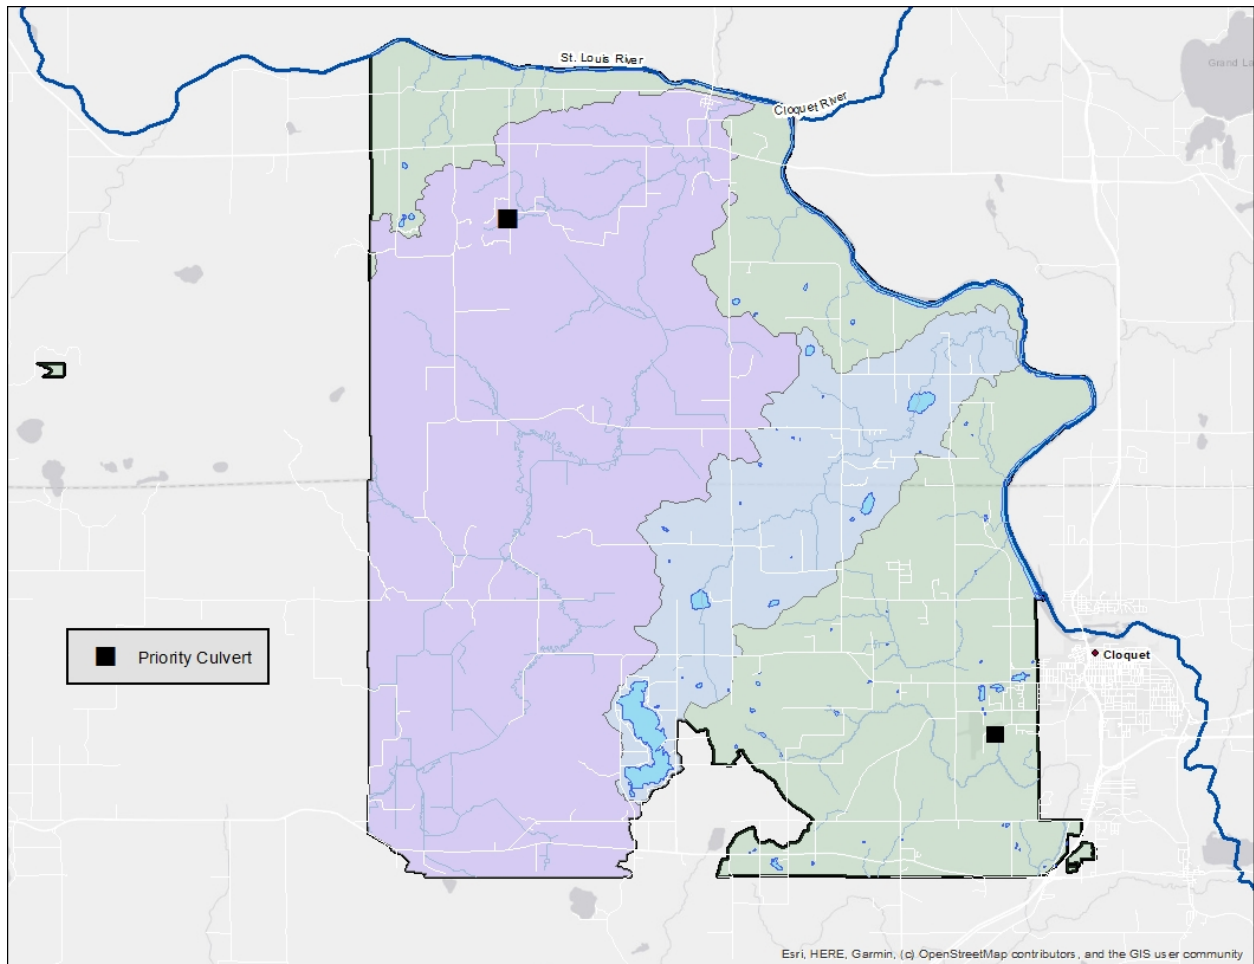 St. Louis River
Grand La
Cloquet River
Priority Culvert
Cloquet
Esri, HERE, Garmin, (c) OpenStreetMap contributors, and the GIS user community